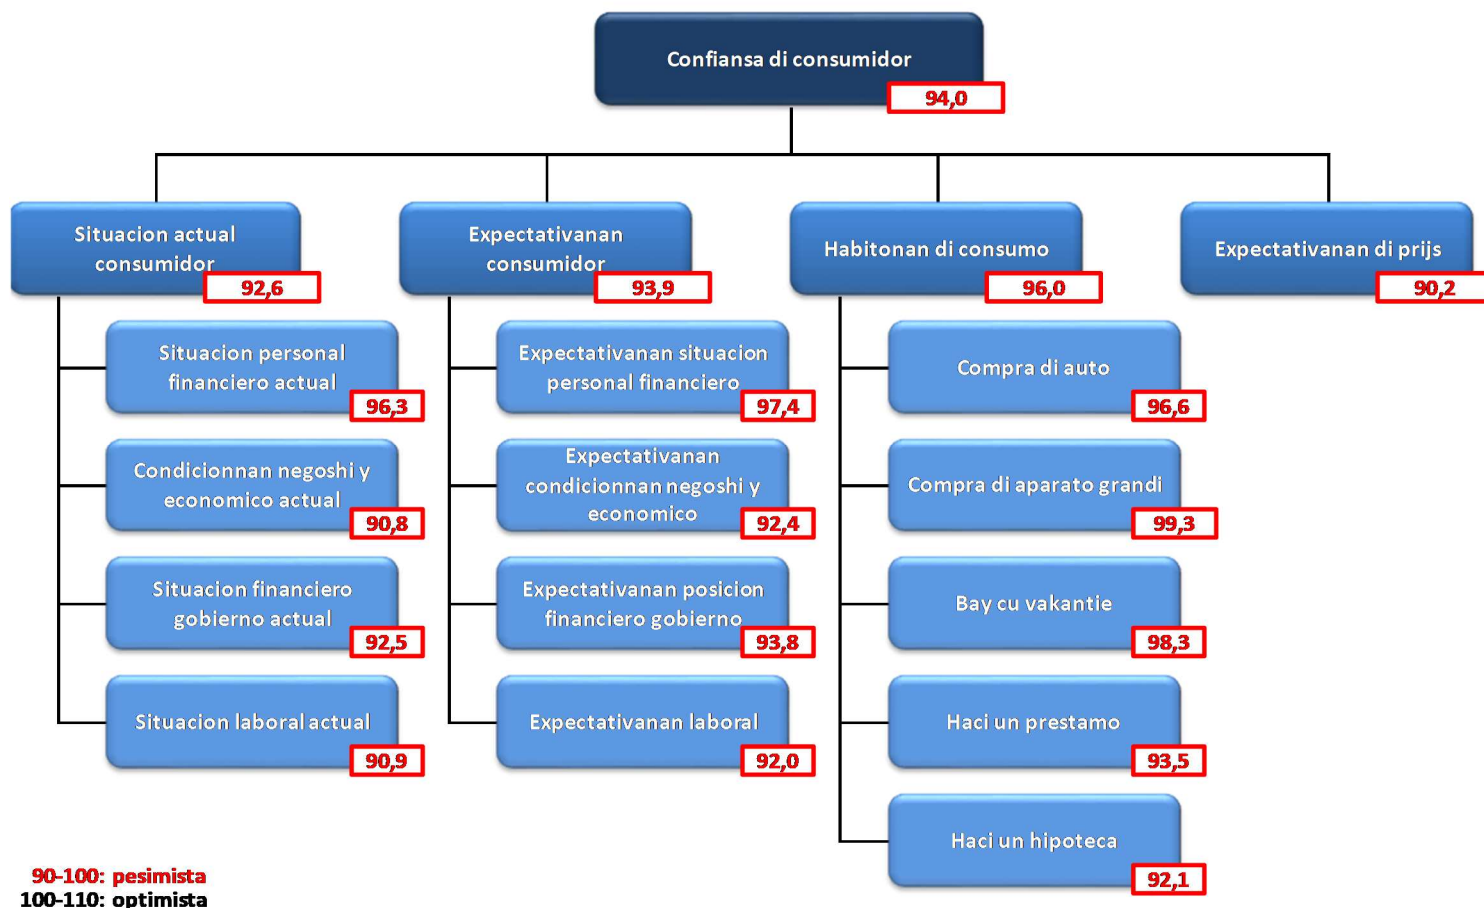 Confiansa di consumidor
94,0
Situacion actual
consumidor
92,6
Situacion personal
financiero actual
96,3
Condicionnan negoshi y
economico actual
90,8
Situacion financiero
gobierno actual
92,5
Situacion laboral actual
90,9
Expectativanan
consumidor
93,9
Expectativanan situacion
personal financiero
97,4
Expectativanan
condicionnan negoshi y
economico
92,4
Expectativanan posicion
financiero gobierno
93,8
Expectativanan laboral
92,0
Habitonan di consumo
96,0
Compra di auto
96,6
Compra di aparato grandi
99,3
Bay cu vakantie
98,3
Haci un prestamo
93,5
Haci un hipoteca
92,1
Expectativanan di prijs
90,2
90-100: pesimista
100-110: optimista